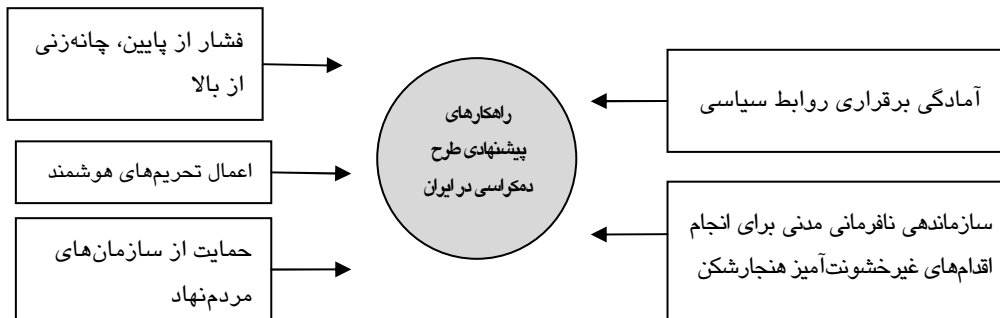 فشار از پایین، چانه‌زنی
از بالا
آمادگی برقراری روابط سیاسی
راهکارهای
پیشنهادی طرح
دمکراسی در ایران
اعمال تحریم‌های هوشمند
سازماندهی نافرمانی مدنی برای انجام
اقدام‌های غیرخشونت‌آمیز هنجارشکن
حمایت از سازمان‌های
مردم‌نهاد